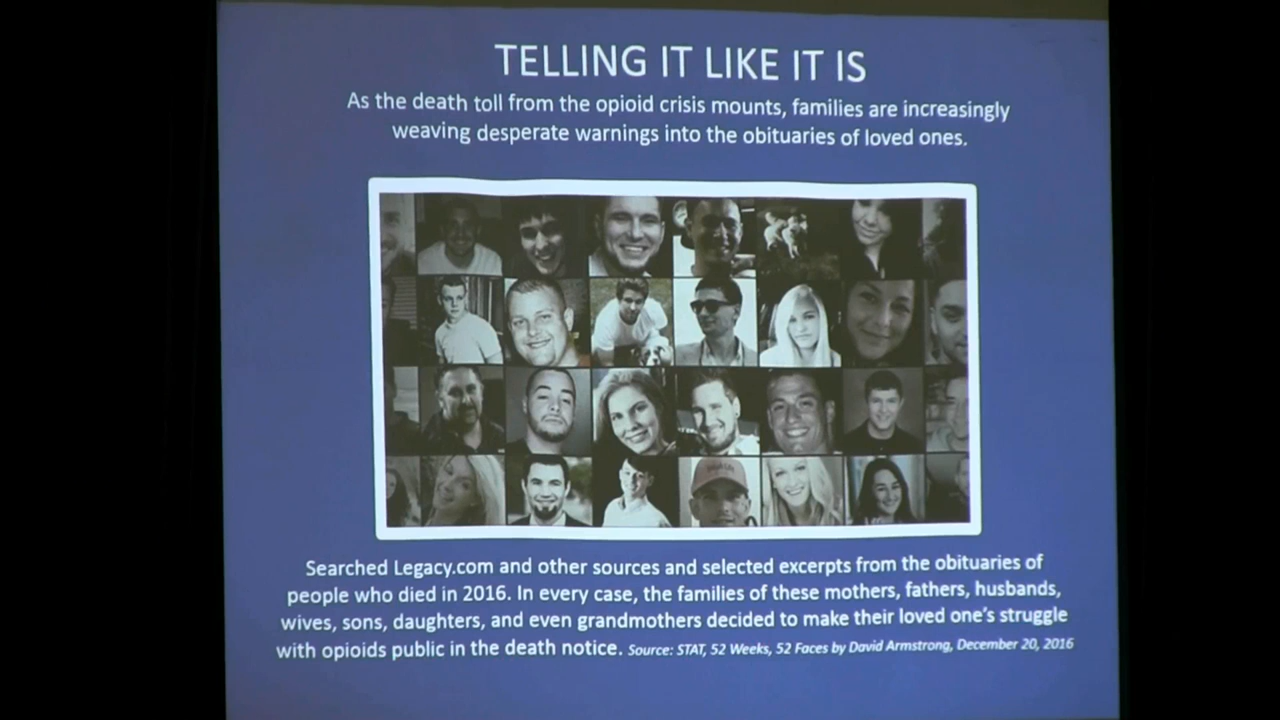 TELLING IT LIKE IT IS
As the death toll from the opioid crisis mounts, families are increasingly
weaving desperate warnings into the obituaries of loved ones.
Searched Legacy.com and other sources and selected excerpts from the obituaries of
people who died in 2016. In every case, the families of these mothers, fathers, husbands,
wives, sons, daughters, and even grandmothers decided to make their loved one's struggle
with opioids public in the death notice. Source: STAT, 52 Weeks, 52 Faces by David Armstrong, December 20, 2016